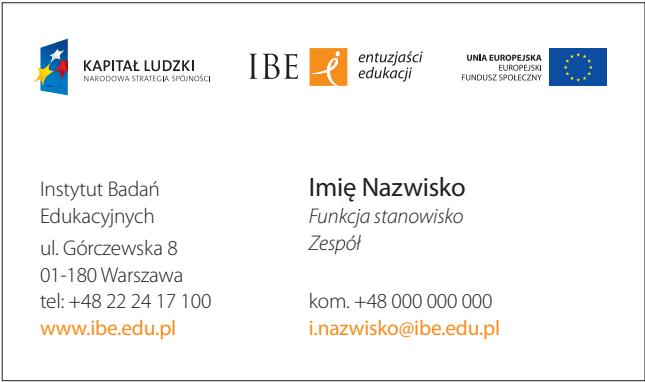 KAPITAŁ LUDZKI
NARODOWA STRATEGIA SPÓJNOŚCI
IBE
entuzjaści
edukacji
UNIA EUROPEJSKA
EUROPEJSKI
FUNDUSZ SPOŁECZNY
Instytut Badań
Edukacyjnych
ul. Górczewska 8
01-180 Warszawa
tel: +48 22 24 17 100
www.ibe.edu.pl
Imię Nazwisko
Funkcja stanowisko
Zespół
kom. +48 000 000 000
i.nazwisko@ibe.edu.pl